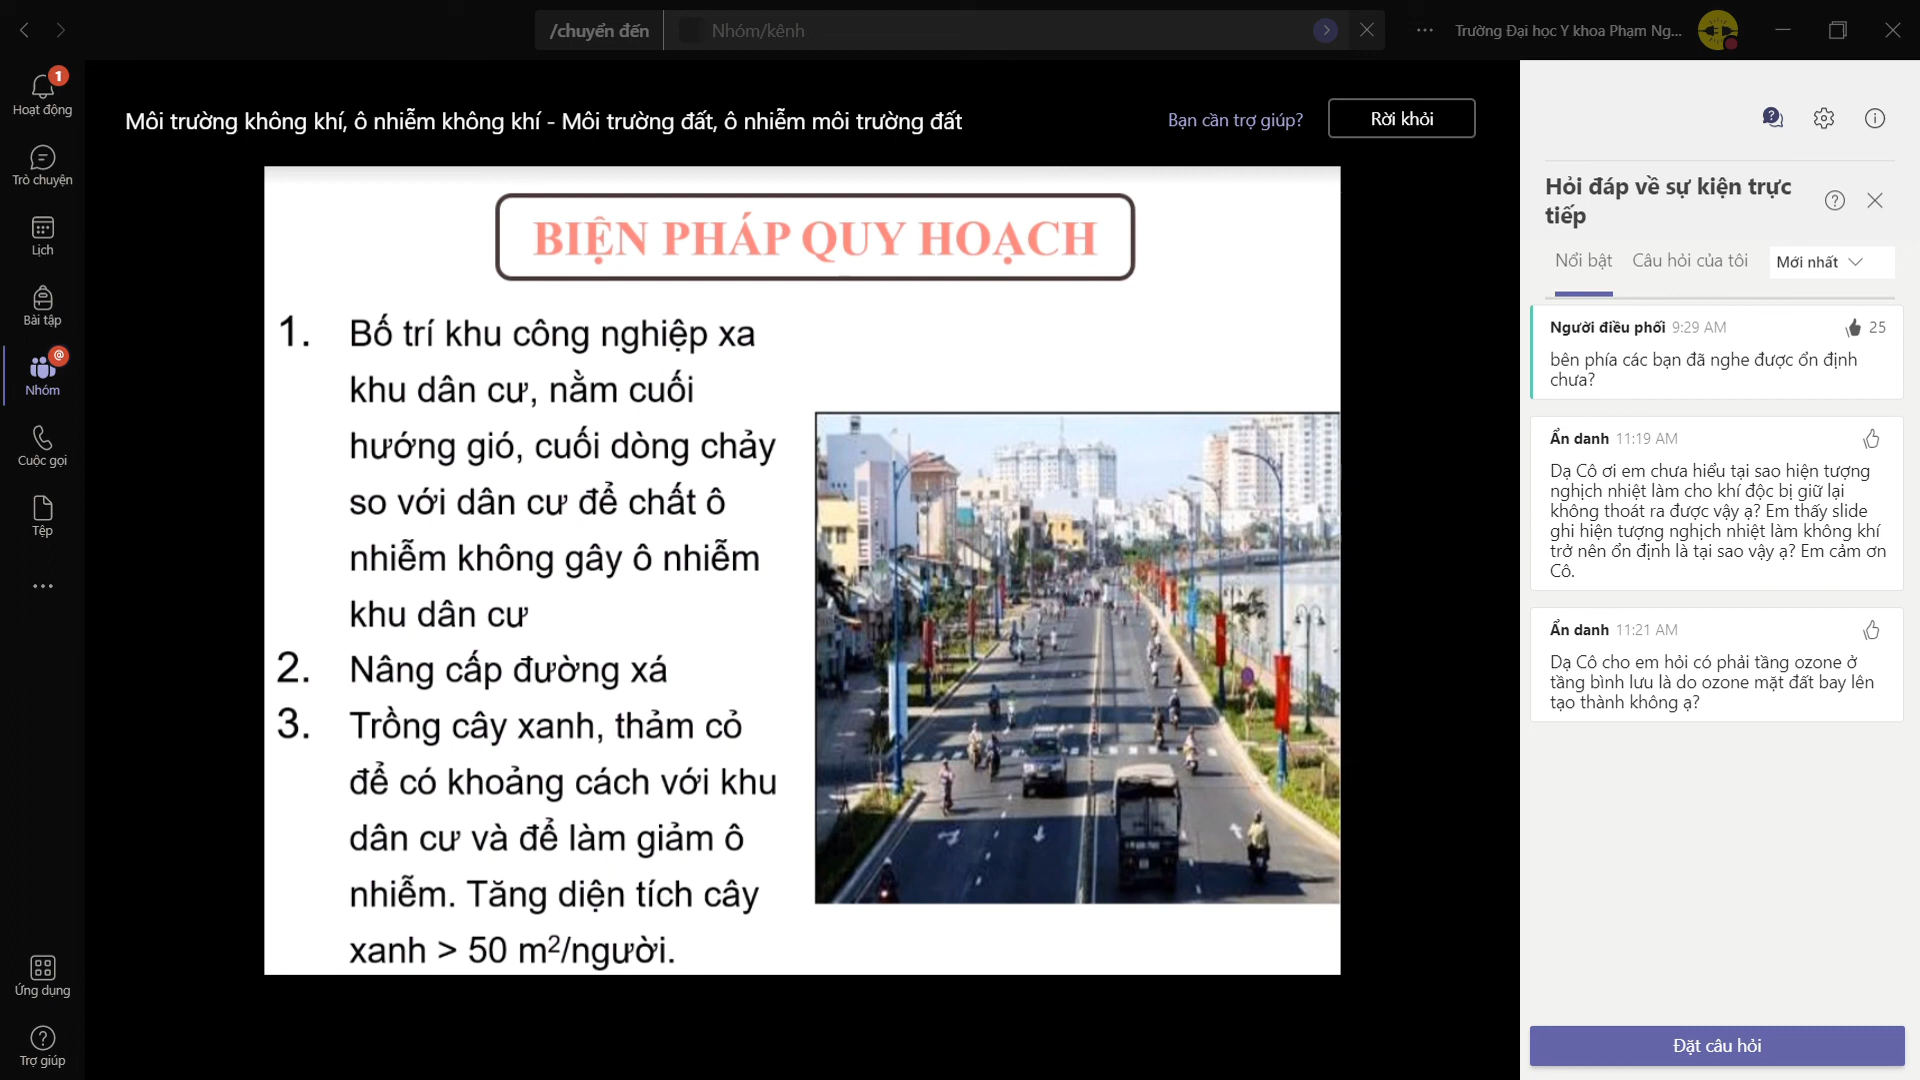 /chuyển đến
Nhóm/kênh
Trường Đại học Y khoa Phạm Ng...
1
Hoạt động
Trò chuyện
Lịch
Bài tập
@
Nhóm
Cuộc gọi
Tệp
Ứng dụng
Trợ giúp
Môi trường không khí, ô nhiễm không khí - Môi trường đất, ô nhiễm môi trường đất
Bạn cần trợ giúp?
Rời khỏi
BIỆN PHÁP QUY HOẠCH
1. Bố trí khu công nghiệp xa
khu dân cư, nằm cuối
hướng gió, cuối dòng chảy
so với dân cư để chất ô
nhiễm không gây ô nhiễm
khu dân cư
2. Nâng cấp đường xá
3. Trồng cây xanh, thảm cỏ
để có khoảng cách với khu
dân cư và để làm giảm ô
nhiễm. Tăng diện tích cây
xanh > 50 m²/người.
Hỏi đáp về sự kiện trực
tiếp
Nổi bật
Câu hỏi của tôi
Mới nhất
Người điều phối 9:29 AM
25
bên phía các bạn đã nghe được ổn định
chưa?
Ẩn danh 11:19 AM
Dạ Cô ơi em chưa hiểu tại sao hiện tượng
nghịch nhiệt làm cho khí độc bị giữ lại
không thoát ra được vậy ạ? Em thấy slide
ghi hiện tượng nghịch nhiệt làm không khí
trở nên ổn định là tại sao vậy ạ? Em cảm ơn
Cô.
Ẩn danh 11:21 AM
Dạ Cô cho em hỏi có phải tầng ozone ở
tầng bình lưu là do ozone mặt đất bay lên
tạo thành không ạ?
Đặt câu hỏi